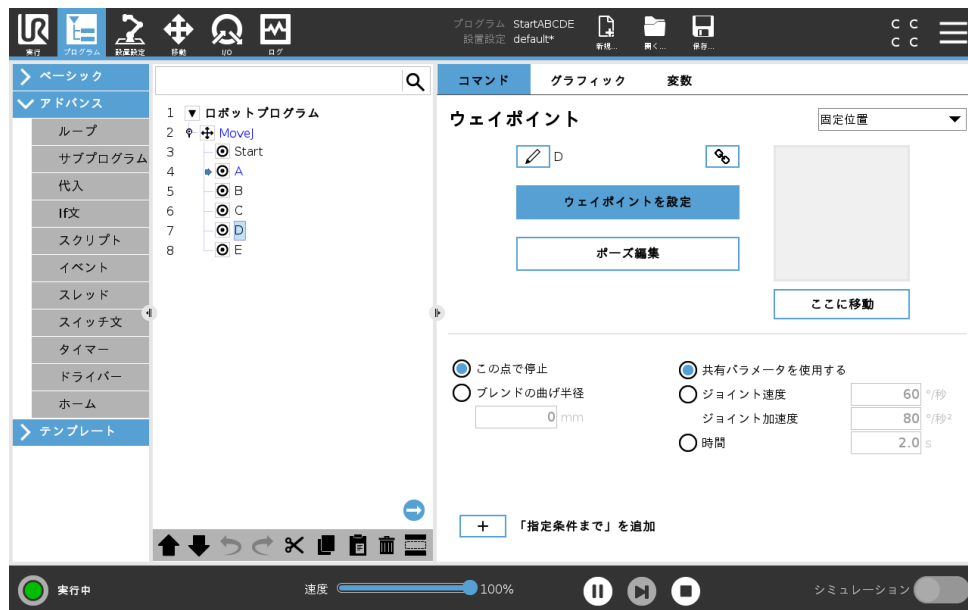 UR
実行
プログラム
設置設定
移動
I/O
ログ
プログラム StartABCDE
設置設定 default*
新規...
開く...
保存...
C C
C C
ベーシック
アドバンス
ループ
サブプログラム
代入
If文
スクリプト
イベント
スレッド
スイッチ文
タイマー
ドライバー
ホーム
テンプレート
1 ロボットプログラム
2 MoveJ
3 Start
4 A
5 B
6 C
7 D
8 E
コマンド グラフィック 変数
ウェイポイント
固定位置
D
ウェイポイントを設定
ポーズ編集
ここに移動
この点で停止
ブレンドの曲げ半径
0 mm
共有パラメータを使用する
ジョイント速度 60 °/秒
ジョイント加速度 80 °/秒²
時間 2.0 s
+ 「指定条件まで」を追加
実行中
速度 100%
シミュレーション